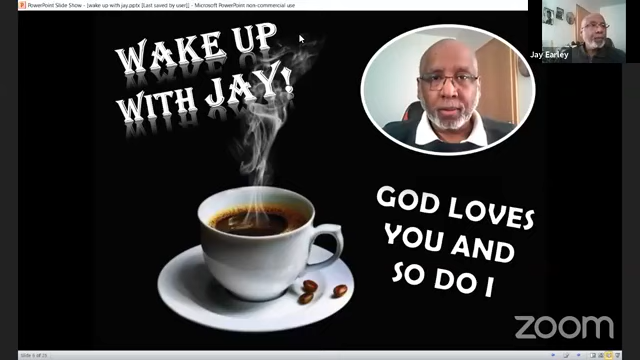 PowerPoint Slide Show - [wake up with jay.pptx [Last saved by user]] - Microsoft PowerPoint non-commercial use
Jay Earley
WAKE UP
WITH JAY!
GOD LOVES
YOU AND
SO DO I
zoom